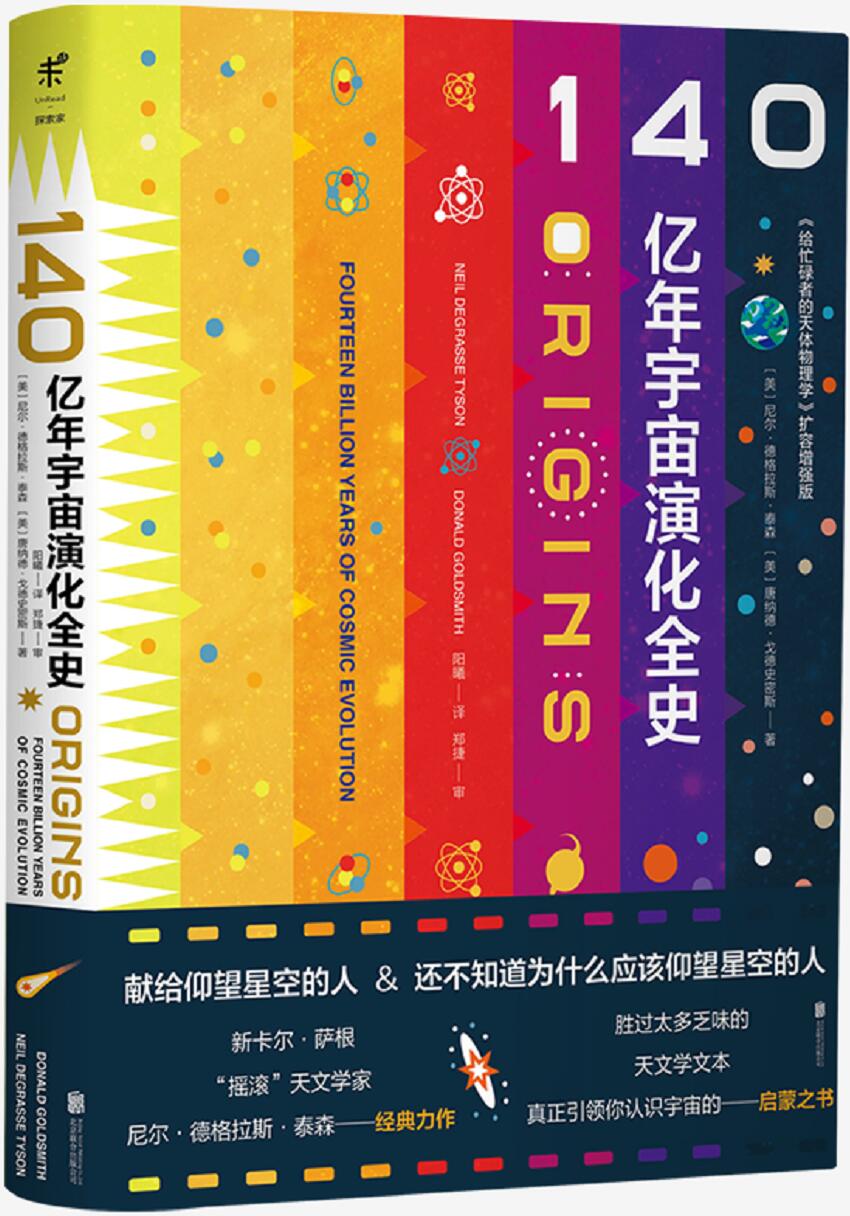 未
UnRead
探索家
140
亿年宇宙演化全史
ORIGINS
FOURTEEN BILLION YEARS
OF COSMIC EVOLUTION
[美]尼尔·德格拉斯·泰森 [美]唐纳德·戈德史密斯——著
阳曦——译 郑捷——审
DONALD GOLDSMITH
NEIL DEGRASSE TYSON
140
亿年宇宙演化全史
ORIGINS
《给忙碌者的天体物理学》扩容增强版
[美]尼尔·德格拉斯·泰森 [美]唐纳德·戈德史密斯——著
NEIL DEGRASSE TYSON
DONALD GOLDSMITH
阳曦——译 郑捷——审
FOURTEEN BILLION YEARS OF COSMIC EVOLUTION
献给仰望星空的人 & 还不知道为什么应该仰望星空的人
新卡尔·萨根
“摇滚”天文学家
尼尔·德格拉斯·泰森——经典力作
胜过太多乏味的
天文学文本
真正引领你认识宇宙的——启蒙之书